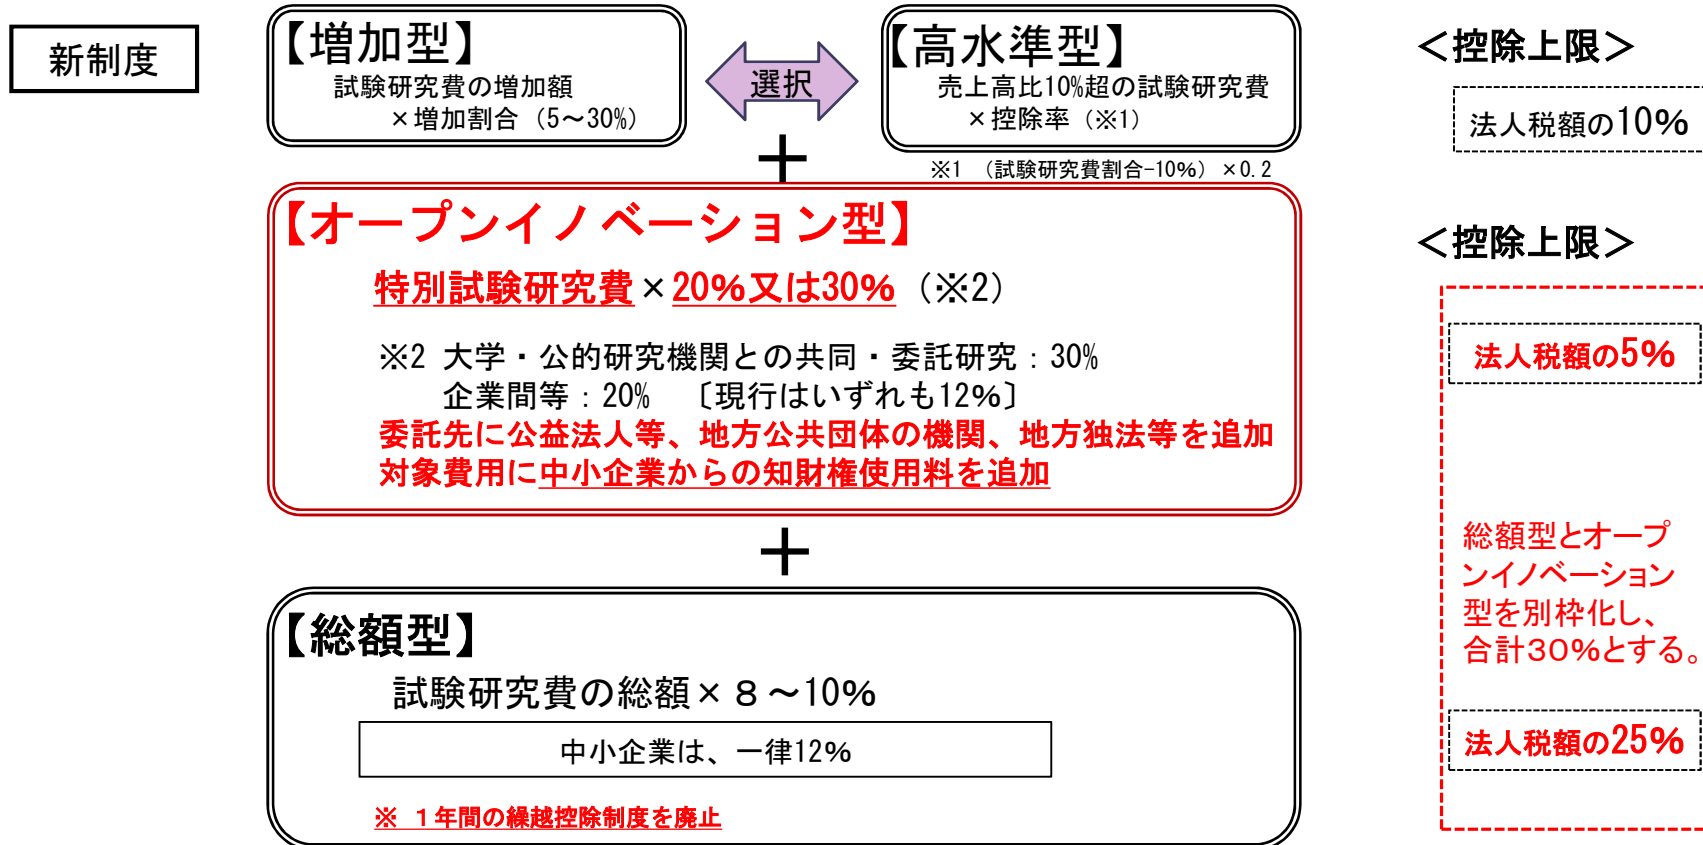 新制度
【増加型】
試験研究費の増加額
×増加割合（5～30%）
選択
【高水準型】
売上高比10%超の試験研究費
×控除率（※1）
＋
※1 （試験研究費割合-10%）×0.2
＜控除上限＞
法人税額の10%
【オープンイノベーション型】
特別試験研究費×20%又は30%（※2）
※2 大学・公的研究機関との共同・委託研究：30%
企業間等：20% 〔現行はいずれも12%〕
委託先に公益法人等、地方公共団体の機関、地方独法等を追加
対象費用に中小企業からの知財権使用料を追加
＜控除上限＞
法人税額の5%
総額型とオープ
ンイノベーション
型を別枠化し、
合計30%とする。
法人税額の25%
＋
【総額型】
試験研究費の総額×８～10%
中小企業は、一律12%
※ １年間の繰越控除制度を廃止